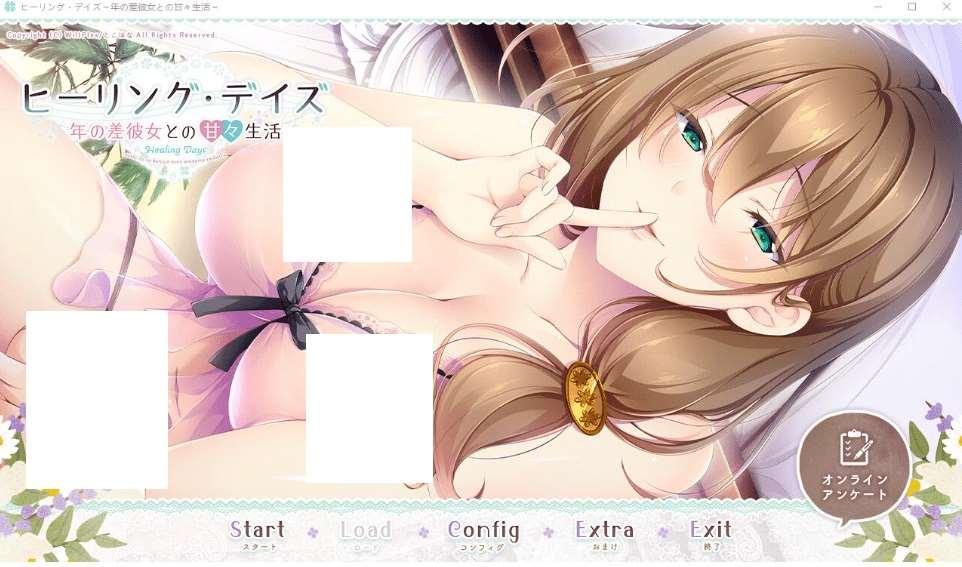 ヒーリング・デイズ－年の差彼女との甘々生活－
Copyright (C) WillPlus/とこはな All Rights Reserved.
ヒーリング・デイズ
年の差彼女との甘々生活
Healing Days
オンライン
アンケート
Start
スタート
Load
ロード
Config
コンフィグ
Extra
おまけ
Exit
終了